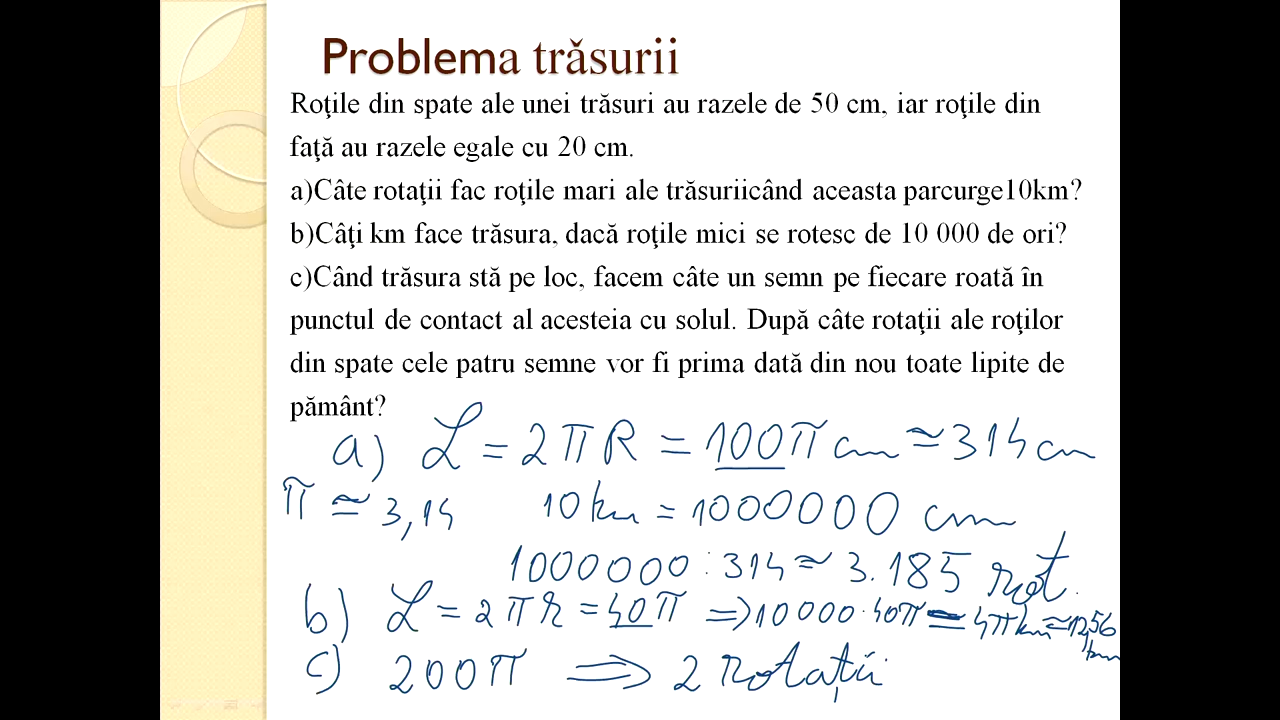 Problema trăsurii
Roţile din spate ale unei trăsuri au razele de 50 cm, iar roţile din
faţă au razele egale cu 20 cm.
a)Câte rotaţii fac roţile mari ale trăsuriicând aceasta parcurge10km?
b)Câţi km face trăsura, dacă roţile mici se rotesc de 10 000 de ori?
c)Când trăsura stă pe loc, facem câte un semn pe fiecare roată în
punctul de contact al acesteia cu solul. După câte rotaţii ale roţilor
din spate cele patru semne vor fi prima dată din nou toate lipite de
pământ?
a) L = 2πR = 100π cm ≃ 314 cm
π ≃ 3,14 10 km = 1000000 cm
1000000 : 314 ≃ 3.185 rot.
b) L = 2πR = 40π ⇒ 10000·40π = 4π km ≃ 12,56 km
c) 200π ⇒ 2 rotaţii